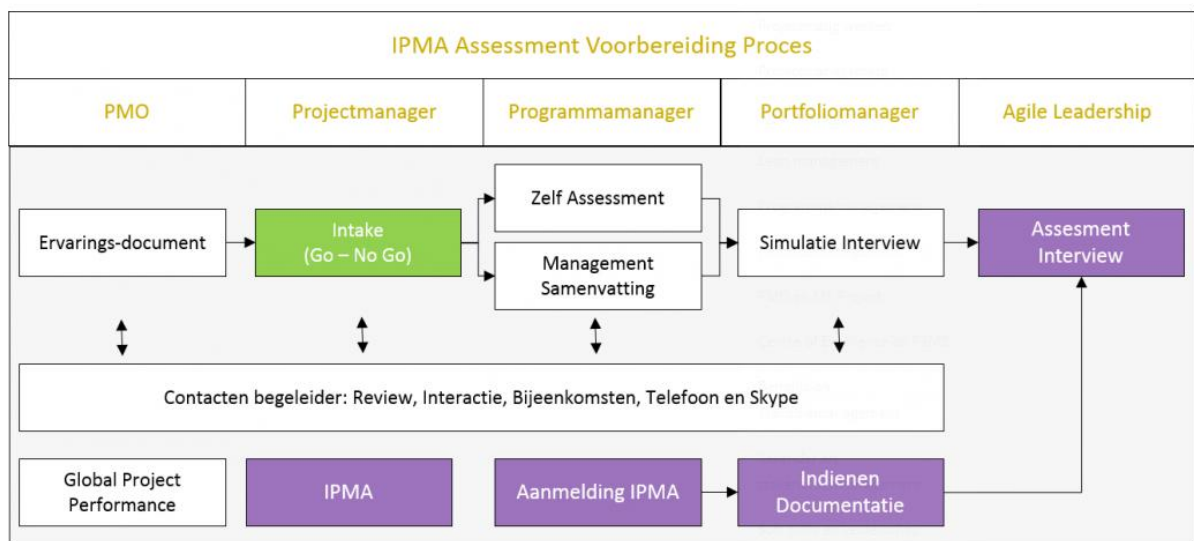 IPMA Assessment Voorbereiding Proces
PMO
Projectmanager
Programmamanager
Portfoliomanager
Agile Leadership
Ervarings-document
Intake
(Go – No Go)
Zelf Assessment
Management
Samenvatting
Simulatie Interview
Assesment
Interview
Contacten begeleider: Review, Interactie, Bijeenkomsten, Telefoon en Skype
Global Project
Performance
IPMA
Aanmelding IPMA
Indienen
Documentatie